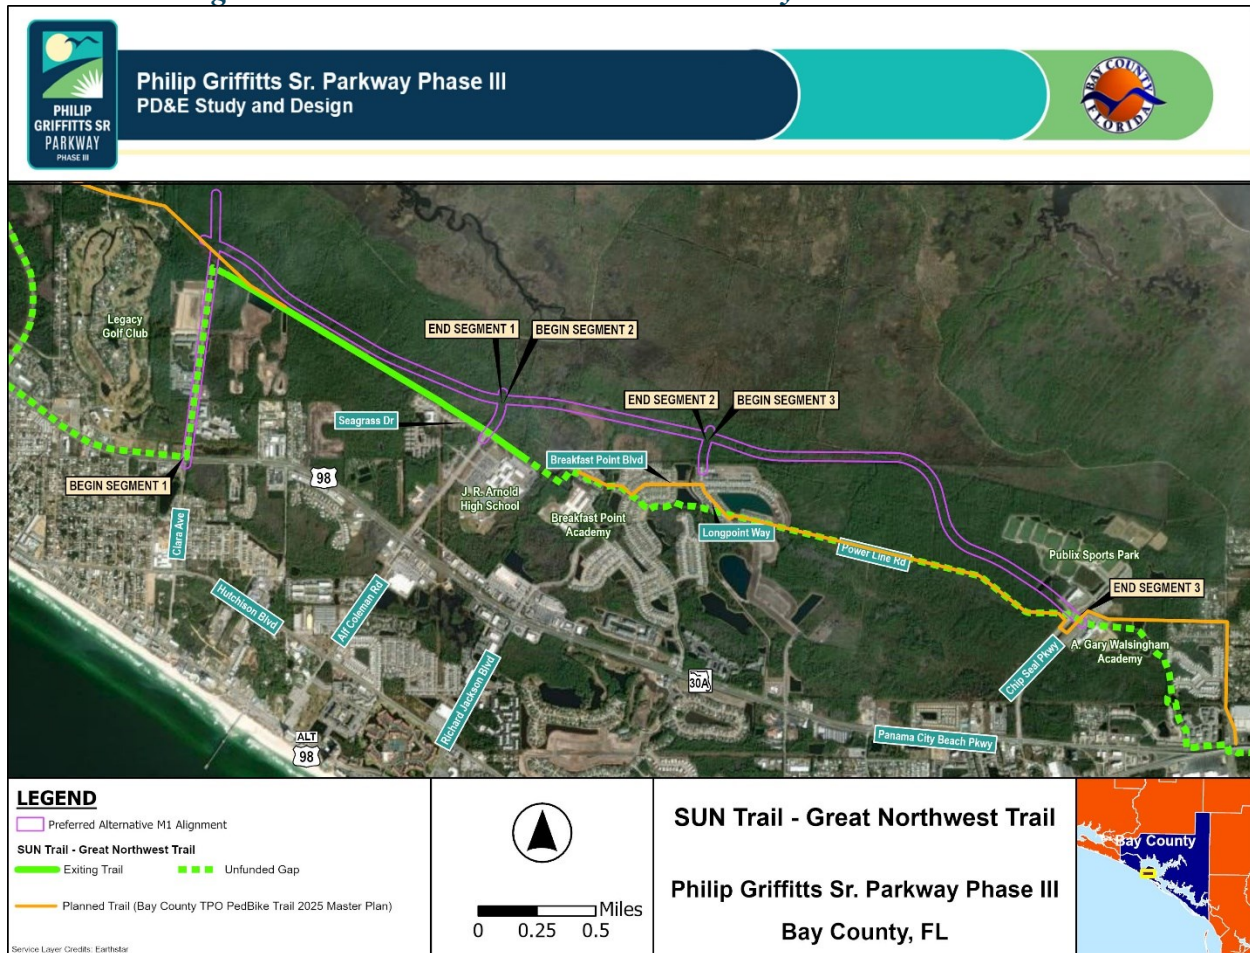 PHILIP
GRIFFITTS SR
PARKWAY
PHASE III
Philip Griffitts Sr. Parkway Phase III
PD&E Study and Design
BAY COUNTY
FLORIDA
Legacy
Golf Club
END SEGMENT 1
BEGIN SEGMENT 2
Seagrass Dr
END SEGMENT 2
BEGIN SEGMENT 3
BEGIN SEGMENT 1
98
Breakfast Point Blvd
J. R. Arnold
High School
Breakfast Point
Academy
Longpoint Way
Power Line Rd
Publix Sports Park
END SEGMENT 3
Clara Ave
Hutchison Blvd
Alf Coleman Rd
Richard Jackson Blvd
A. Gary Walsingham
Academy
Chip Seal Pkwy
30A
Panama City Beach Pkwy
ALT
98
LEGEND
Preferred Alternative M1 Alignment
SUN Trail - Great Northwest Trail
Exiting Trail
Unfunded Gap
Planned Trail (Bay County TPO PedBike Trail 2025 Master Plan)
Service Layer Credits: Earthstar
Miles
0 0.25 0.5
SUN Trail - Great Northwest Trail
Philip Griffitts Sr. Parkway Phase III
Bay County, FL
Bay County